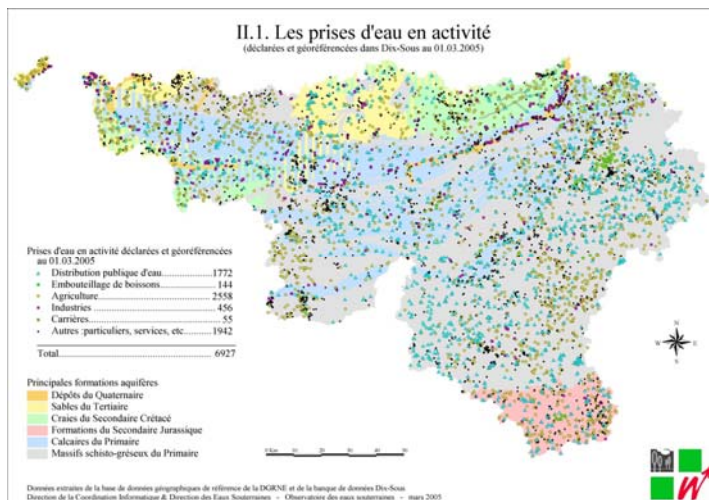 II.1. Les prises d'eau en activité
(déclarées et géoréférencées dans Dix-Sous au 01.03.2005)
Prises d'eau en activité déclarées et géoréférencées
au 01.03.2005
Distribution publique d'eau..................1772
Embouteillage de boissons..................144
Agriculture..................2558
Industries..................456
Carrières..................55
Autres :particuliers, services, etc..................1942
Total..................6927
Principales formations aquifères
Dépôts du Quaternaire
Sables du Tertiaire
Craies du Secondaire Crétacé
Formations du Secondaire Jurassique
Calcaires du Primaire
Massifs schisto-gréseux du Primaire
N
W E
S
Données extraites de la base de données géographiques de référence de la DGRNE et de la banque de données Dix-Sous
Direction de la Coordination Informatique & Direction des Eaux Souterraines - Observatoire des eaux souterraines - mars 2005